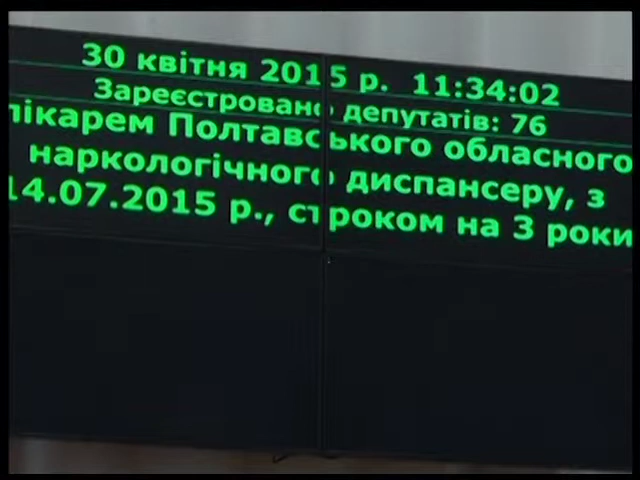 30 квітня 2015 р. 11:34:02
Зареєстровано депутатів: 76
лікарем Полтавського обласного
наркологічного диспансеру, з
14.07.2015 р., строком на 3 роки